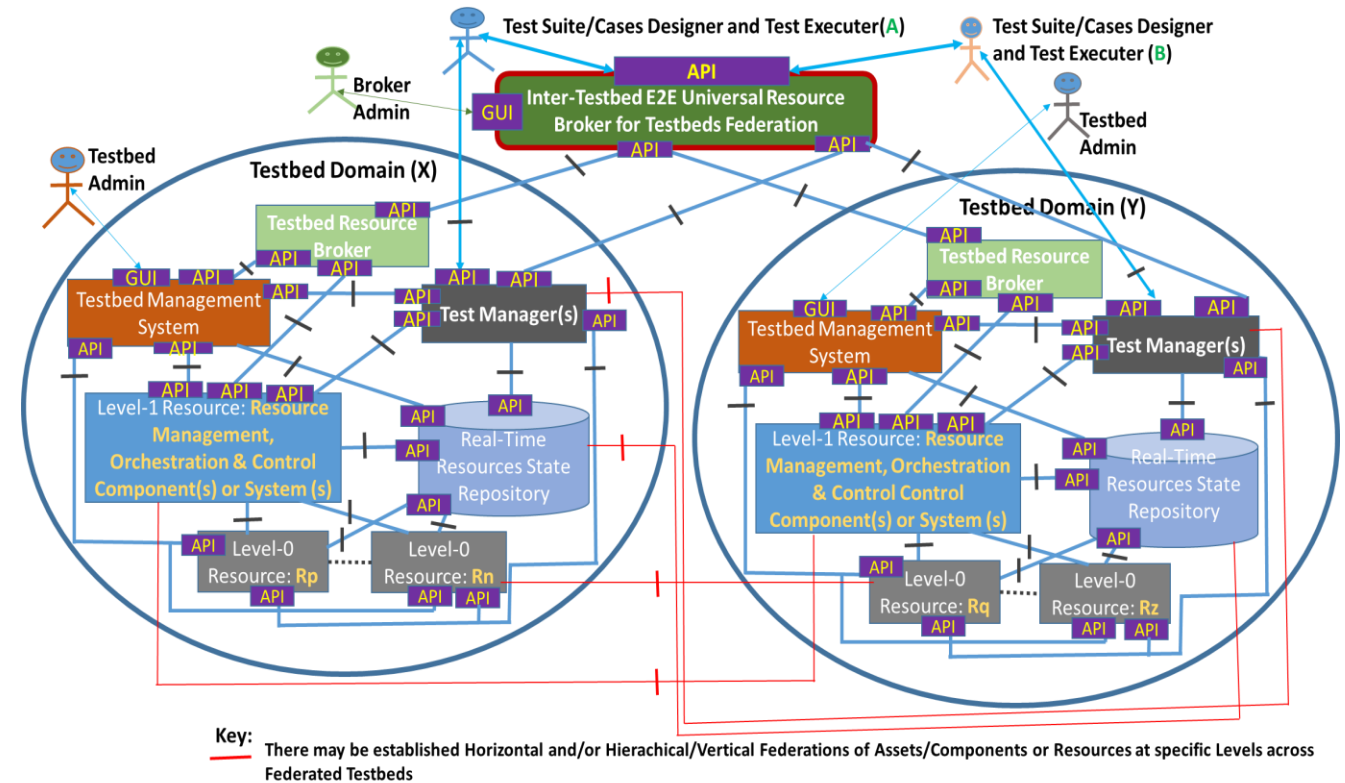 Test Suite/Cases Designer and Test Executer(A)
Test Suite/Cases Designer
and Test Executer (B)
API
Inter-Testbed E2E Universal Resource
Broker for Testbeds Federation
GUI
API
API
Broker
Admin
Testbed
Admin
Testbed
Admin
Testbed Domain (X)
API
Testbed Resource
Broker
API
API
GUI
API
Testbed Management
System
API
API
API
API
API
API
API
Test Manager(s)
API
API
API
API
Level-1 Resource: Resource
Management,
Orchestration & Control
Component(s) or System (s)
API
API
API
Real-Time
Resources State
Repository
API
API
Level-0
Resource: Rp
API
Level-0
Resource: Rn
API
API
Testbed Domain (Y)
API
Testbed Resource
Broker
API
API
GUI
API
Testbed Management
System
API
API
API
API
API
API
API
Test Manager(s)
API
API
API
API
Level-1 Resource: Resource
Management, Orchestration
& Control Control
Component(s) or System (s)
API
API
API
Real-Time
Resources State
Repository
API
Level-0
Resource: Rq
API
Level-0
Resource: Rz
API
API
Key:
There may be established Horizontal and/or Hierachical/Vertical Federations of Assets/Components or Resources at specific Levels across
Federated Testbeds